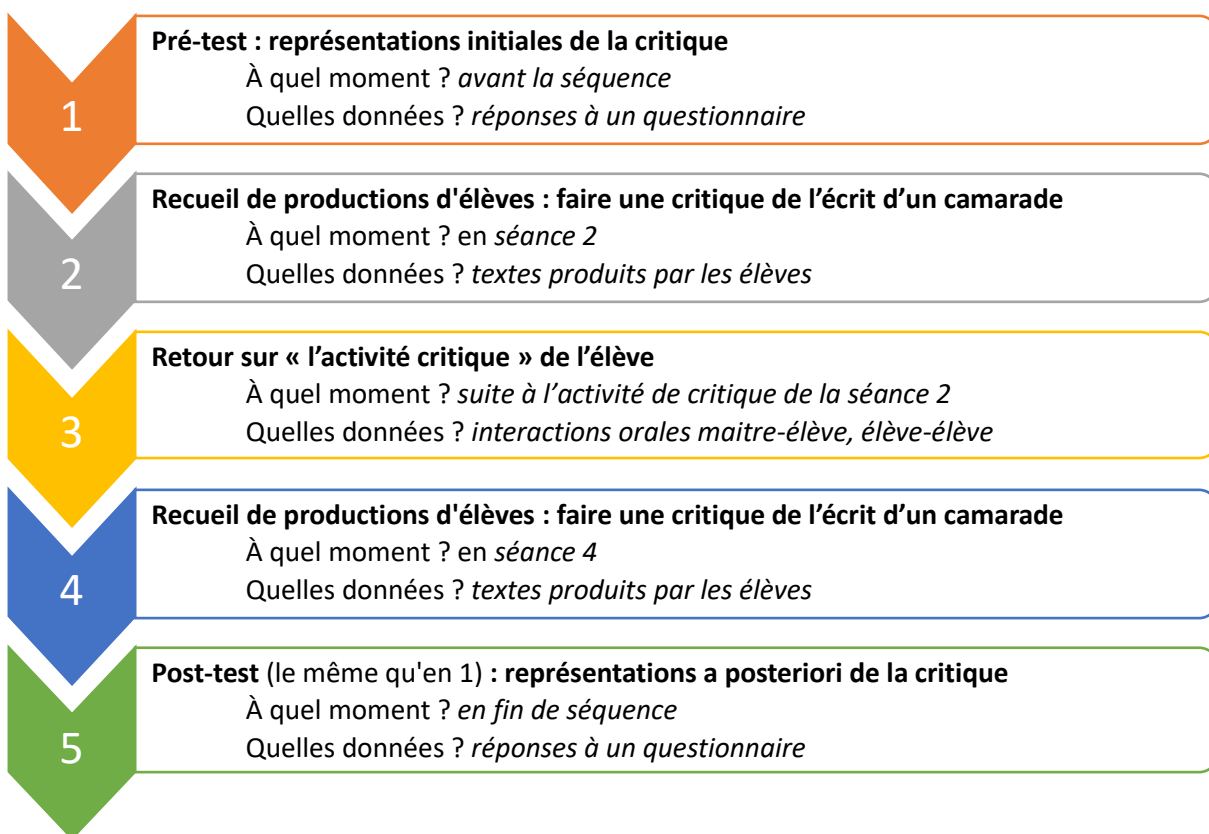 1
Pré-test : représentations initiales de la critique
À quel moment ? avant la séquence
Quelles données ? réponses à un questionnaire
2
Recueil de productions d'élèves : faire une critique de l’écrit d’un camarade
À quel moment ? en séance 2
Quelles données ? textes produits par les élèves
3
Retour sur « l’activité critique » de l’élève
À quel moment ? suite à l’activité de critique de la séance 2
Quelles données ? interactions orales maitre-élève, élève-élève
4
Recueil de productions d'élèves : faire une critique de l’écrit d’un camarade
À quel moment ? en séance 4
Quelles données ? textes produits par les élèves
5
Post-test (le même qu'en 1) : représentations a posteriori de la critique
À quel moment ? en fin de séquence
Quelles données ? réponses à un questionnaire